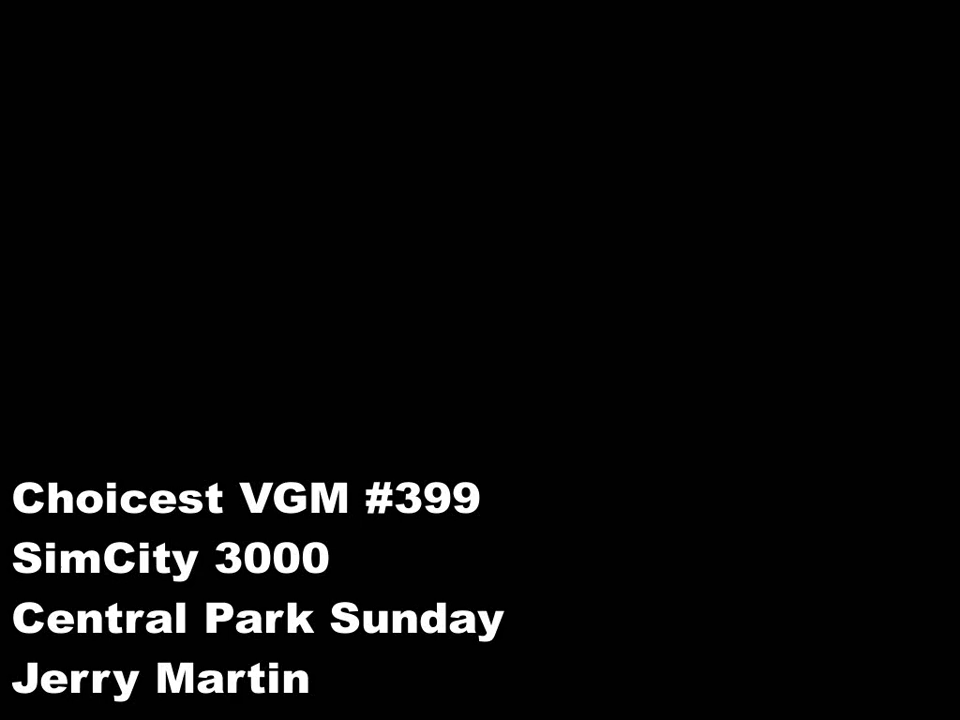 Choicest VGM #399
SimCity 3000
Central Park Sunday
Jerry Martin